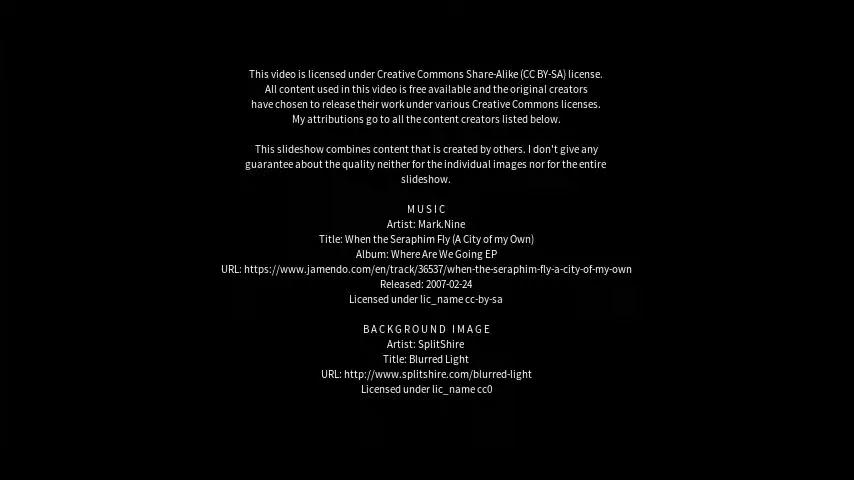 This video is licensed under Creative Commons Share-Alike (CC BY-SA) license.
All content used in this video is free available and the original creators
have chosen to release their work under various Creative Commons licenses.
My attributions go to all the content creators listed below.
This slideshow combines content that is created by others. I don't give any
guarantee about the quality neither for the individual images nor for the entire
slideshow.
MUSIC
Artist: Mark.Nine
Title: When the Seraphim Fly (A City of my Own)
Album: Where Are We Going EP
URL: https://www.jamendo.com/en/track/36537/when-the-seraphim-fly-a-city-of-my-own
Released: 2007-02-24
Licensed under lic_name cc-by-sa
BACKGROUND IMAGE
Artist: SplitShire
Title: Blurred Light
URL: http://www.splitshire.com/blurred-light
Licensed under lic_name cc0